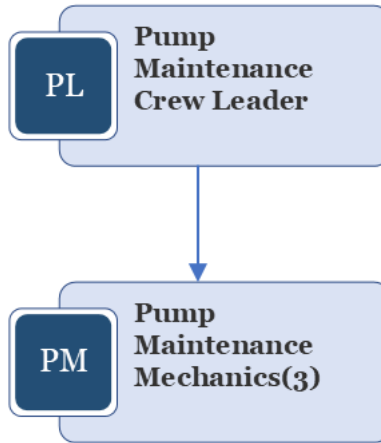 PL
Pump
Maintenance
Crew Leader
PM
Pump
Maintenance
Mechanics(3)